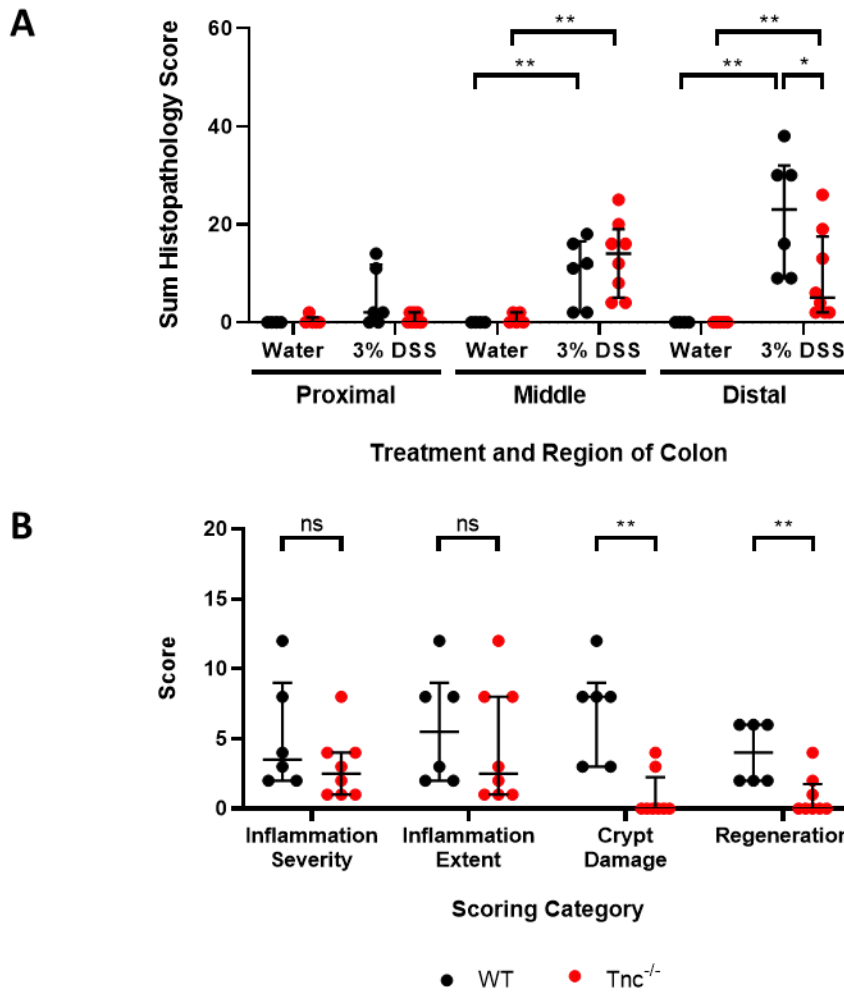 A
Sum Histopathology Score
60
40
20
0
** ** ** ** *
Water 3% DSS Water 3% DSS Water 3% DSS
Proximal Middle Distal
Treatment and Region of Colon
B
Score
20
15
10
5
0
ns ns ** **
Inflammation Severity
Inflammation Extent
Crypt Damage
Regeneration
Scoring Category
WT Tnc-/-